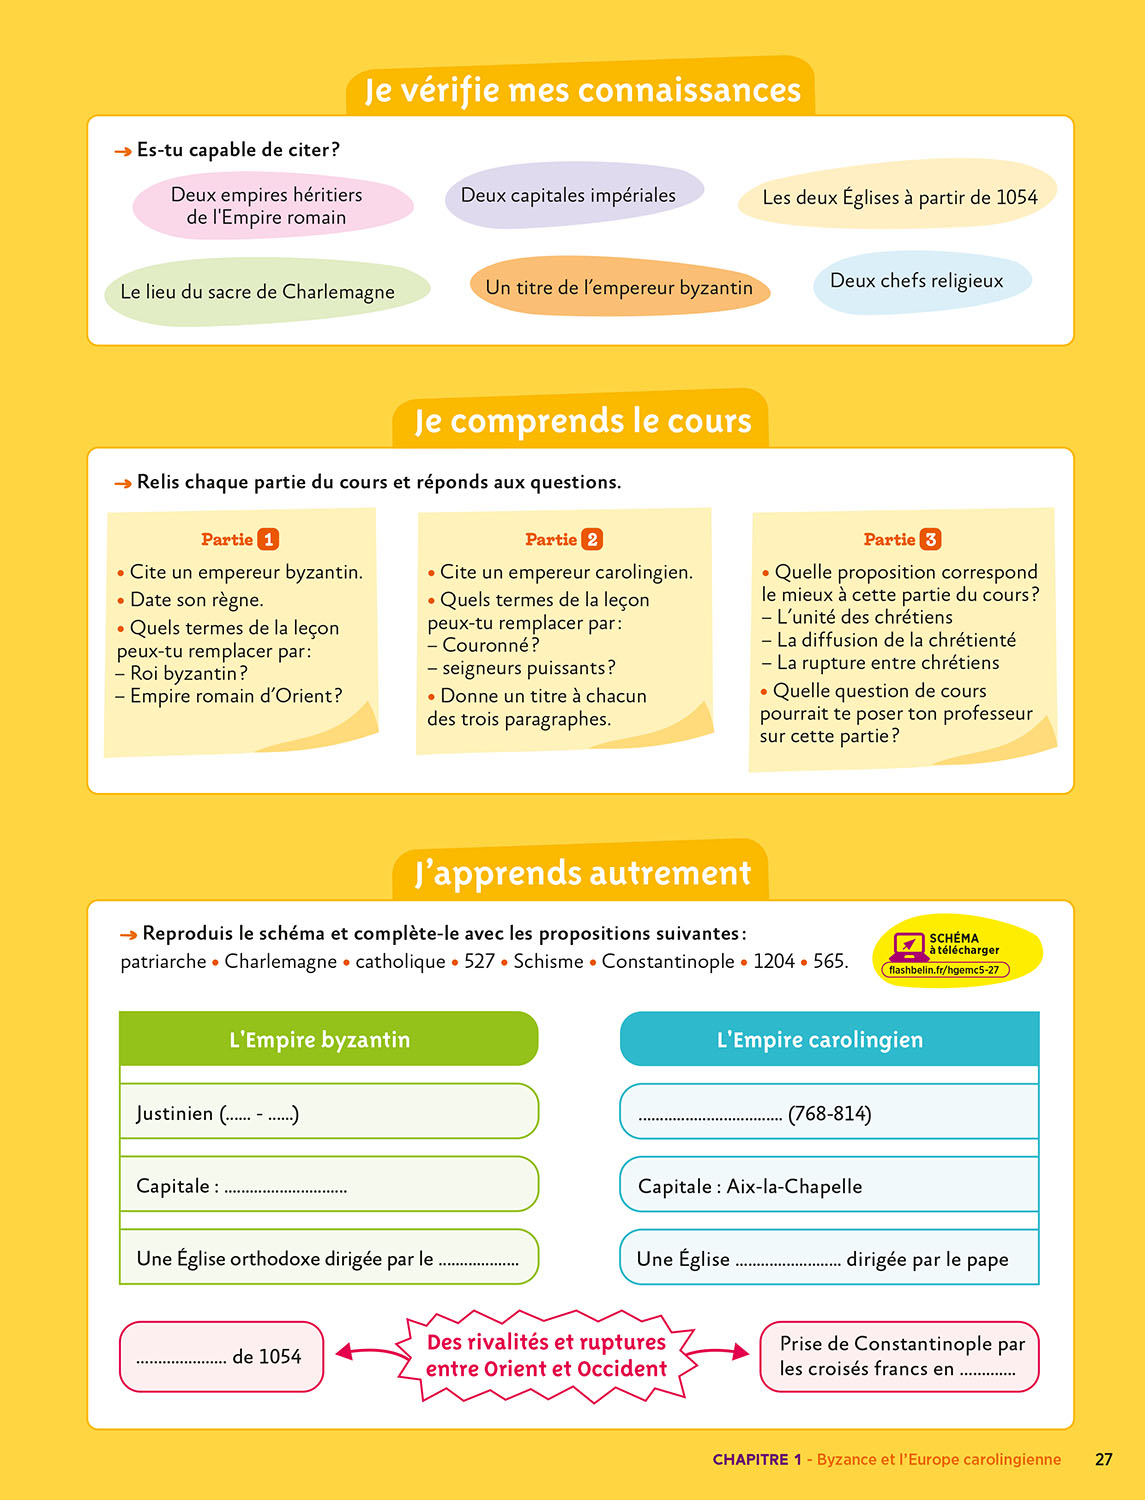 Je vérifie mes connaissances
→ Es-tu capable de citer ?
Deux empires héritiers
de l'Empire romain
Deux capitales impériales
Les deux Églises à partir de 1054
Le lieu du sacre de Charlemagne
Un titre de l'empereur byzantin
Deux chefs religieux
Je comprends le cours
→ Relis chaque partie du cours et réponds aux questions.
Partie 1
• Cite un empereur byzantin.
• Date son règne.
• Quels termes de la leçon
peux-tu remplacer par :
– Roi byzantin ?
– Empire romain d'Orient ?
Partie 2
• Cite un empereur carolingien.
• Quels termes de la leçon
peux-tu remplacer par :
– Couronné ?
– seigneurs puissants ?
• Donne un titre à chacun
des trois paragraphes.
Partie 3
• Quelle proposition correspond
le mieux à cette partie du cours ?
– L'unité des chrétiens
– La diffusion de la chrétienté
– La rupture entre chrétiens
• Quelle question de cours
pourrait te poser ton professeur
sur cette partie ?
J'apprends autrement
→ Reproduis le schéma et complète-le avec les propositions suivantes :
patriarche • Charlemagne • catholique • 527 • Schisme • Constantinople • 1204 • 565.
SCHÉMA
à télécharger
flashbelin.fr/hgemc5-27
L'Empire byzantin
Justinien (...... - ......)
Capitale : .............................
Une Église orthodoxe dirigée par le ...................
L'Empire carolingien
.................................. (768-814)
Capitale : Aix-la-Chapelle
Une Église ......................... dirigée par le pape
...................... de 1054
Des rivalités et ruptures
entre Orient et Occident
Prise de Constantinople par
les croisés francs en .............
CHAPITRE 1 - Byzance et l'Europe carolingienne 27